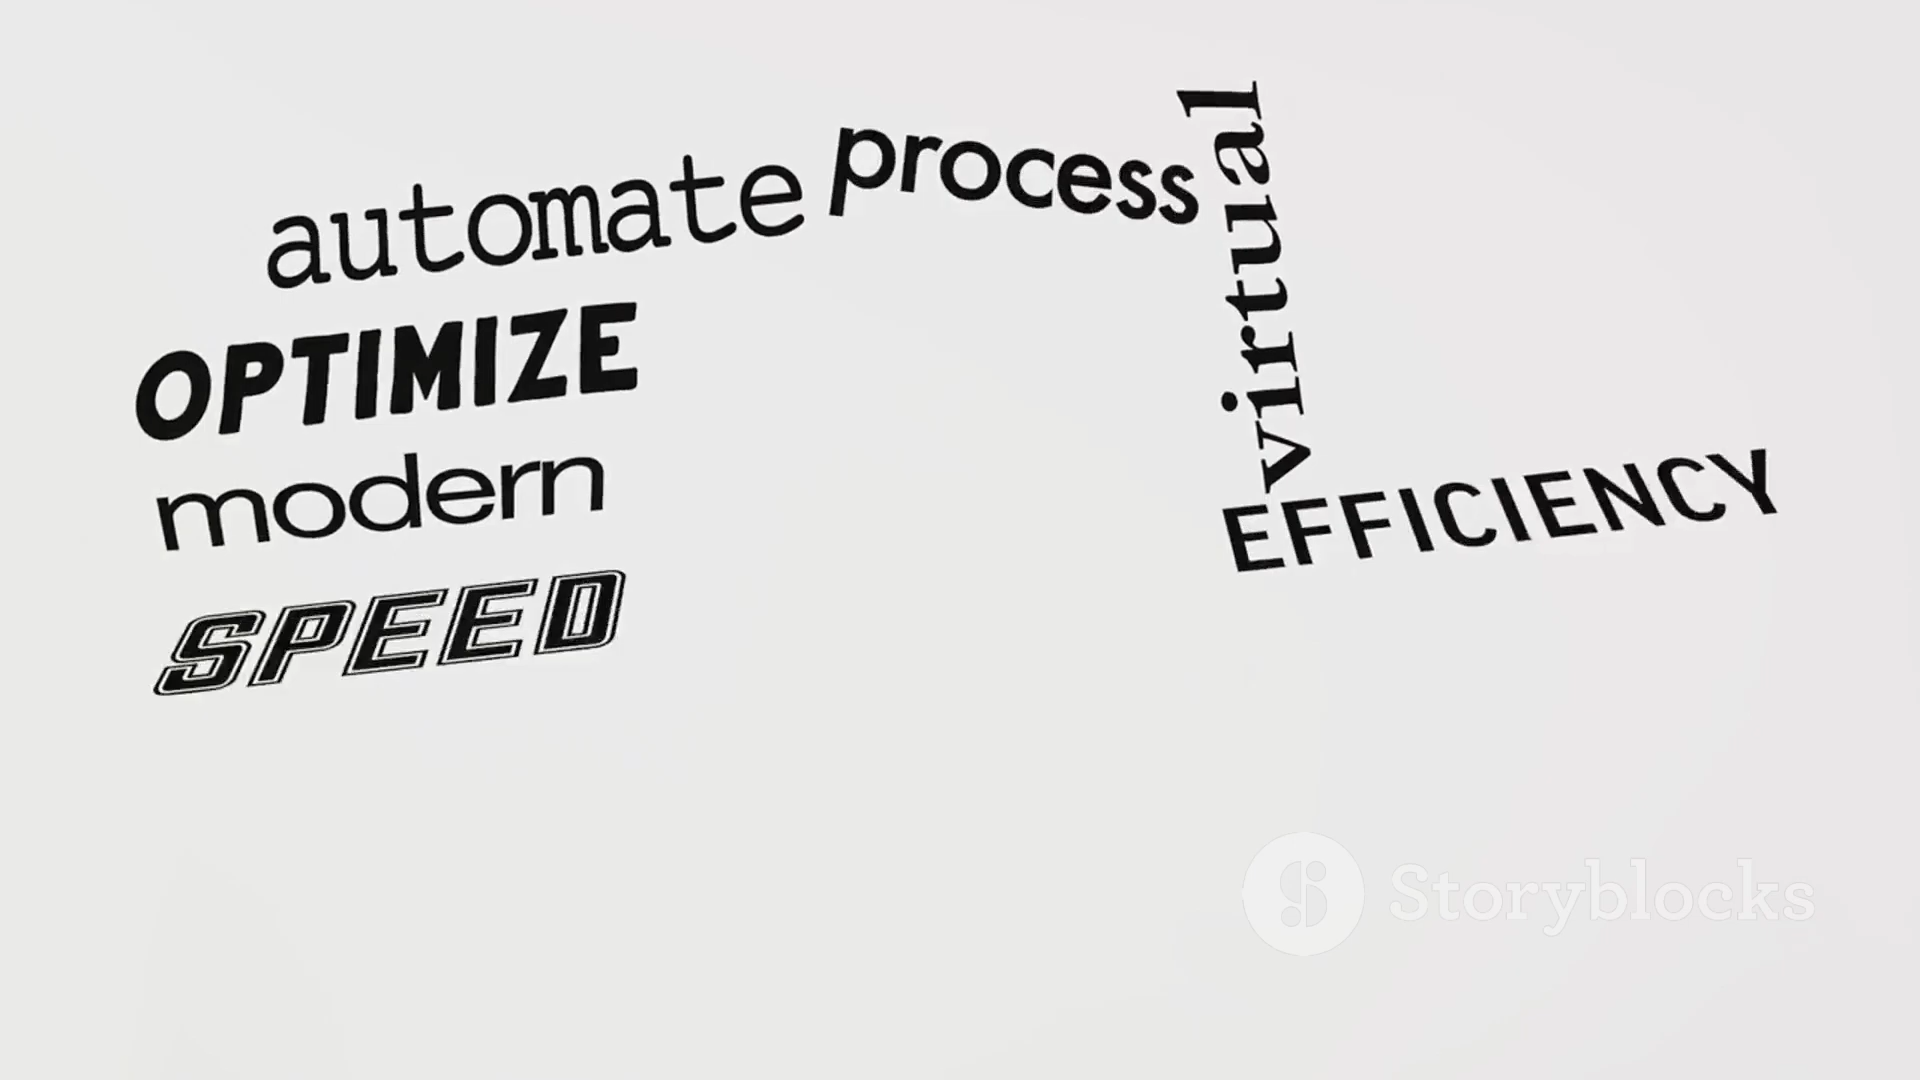 automate
process
virtual
OPTIMIZE
modern
EFFICIENCY
SPEED
Storyblocks